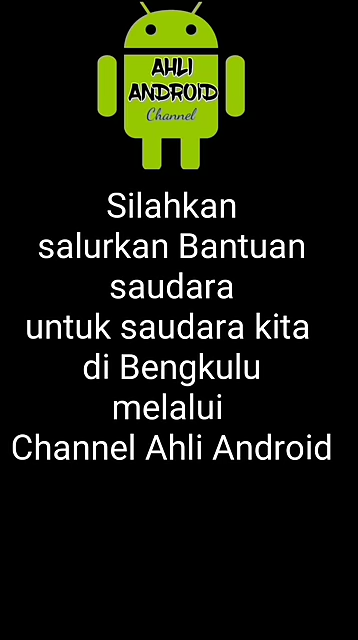 AHLI
ANDROID
Channel
Silahkan
salurkan Bantuan
saudara
untuk saudara kita
di Bengkulu
melalui
Channel Ahli Android